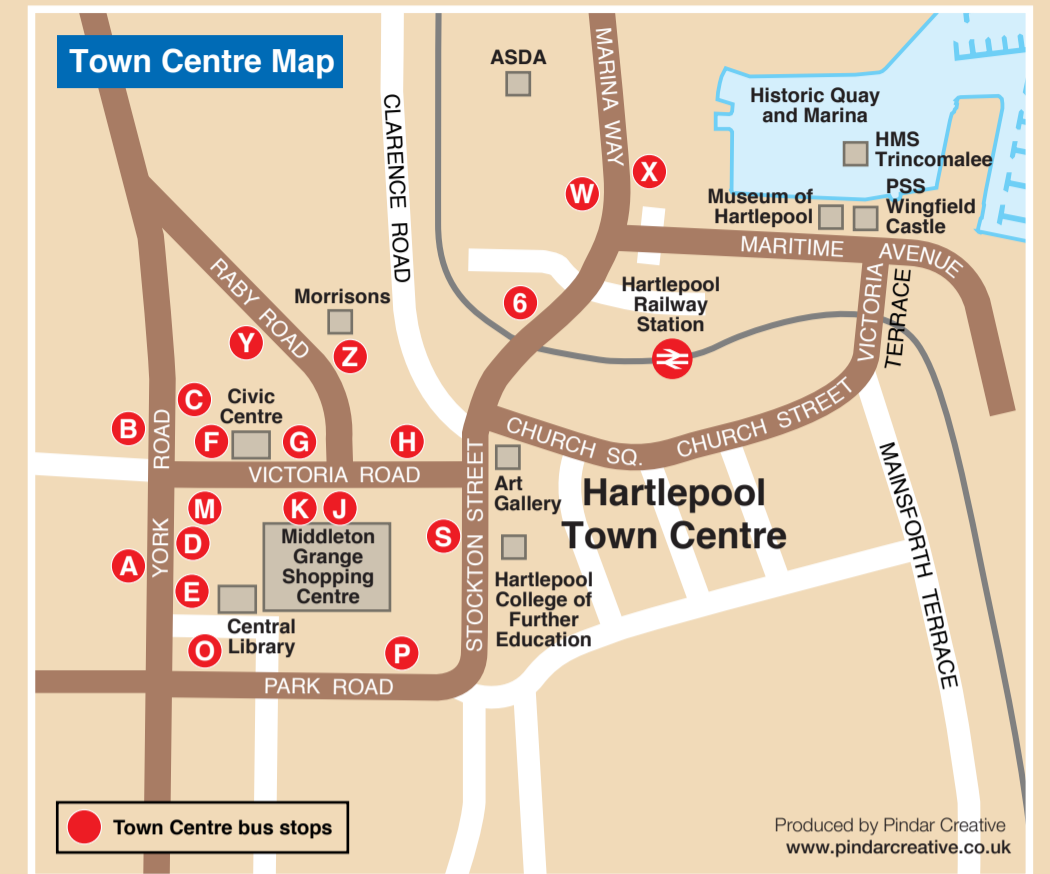 Town Centre Map
ASDA
MARINA WAY
CLARENCE ROAD
Historic Quay
and Marina
HMS
Trincomalee
PSS
Wingfield
Castle
Museum of
Hartlepool
X
W
MARITIME AVENUE
RABY ROAD
Morrisons
6
Hartlepool
Railway
Station
VICTORIA
TERRACE
Y
Z
C
B
Civic
Centre
F
G
H
ROAD
VICTORIA ROAD
CHURCH SQ.
CHURCH STREET
Art
Gallery
Hartlepool
Town Centre
MAINSFORTH TERRACE
M
K
J
S
D
A
YORK
E
Middleton
Grange
Shopping
Centre
STOCKTON STREET
Hartlepool
College of
Further
Education
Central
Library
O
P
PARK ROAD
Town Centre bus stops
Produced by Pindar Creative
www.pindarcreative.co.uk